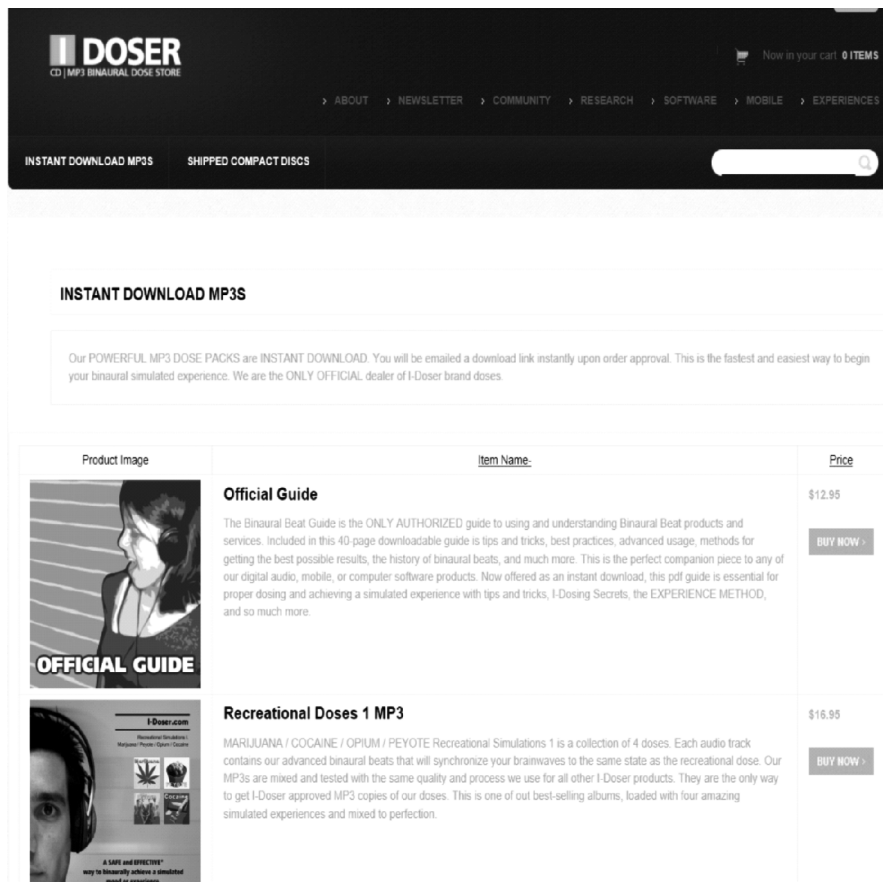 I DOSER
CD | MP3 BINAURAL DOSE STORE
Now in your cart 0 ITEMS
› ABOUT › NEWSLETTER › COMMUNITY › RESEARCH › SOFTWARE › MOBILE › EXPERIENCES
INSTANT DOWNLOAD MP3S SHIPPED COMPACT DISCS
INSTANT DOWNLOAD MP3S
Our POWERFUL MP3 DOSE PACKS are INSTANT DOWNLOAD. You will be emailed a download link instantly upon order approval. This is the fastest and easiest way to begin
your binaural simulated experience. We are the ONLY OFFICIAL dealer of I-Doser brand doses.
Product Image Item Name- Price
Official Guide
$12.95
The Binaural Beat Guide is the ONLY AUTHORIZED guide to using and understanding Binaural Beat products and
services. Included in this 40-page downloadable guide is tips and tricks, best practices, advanced usage, methods for
getting the best possible results, the history of binaural beats, and much more. This is the perfect companion piece to any of
our digital audio, mobile, or computer software products. Now offered as an instant download, this pdf guide is essential for
proper dosing and achieving a simulated experience with tips and tricks, I-Dosing Secrets, the EXPERIENCE METHOD,
and so much more.
BUY NOW ›
OFFICIAL GUIDE
Recreational Doses 1 MP3
$16.95
MARIJUANA / COCAINE / OPIUM / PEYOTE Recreational Simulations 1 is a collection of 4 doses. Each audio track
contains our advanced binaural beats that will synchronize your brainwaves to the same state as the recreational dose. Our
MP3s are mixed and tested with the same quality and process we use for all other I-Doser products. They are the only way
to get I-Doser approved MP3 copies of our doses. This is one of out best-selling albums, loaded with four amazing
simulated experiences and mixed to perfection.
BUY NOW ›
I-Doser.com
Recreational Simulations I.
Marijuana / Peyote / Opium / Cocaine
Cocaine
A SAFE and EFFECTIVE*
way to binaurally achieve a simulated
mood or experience